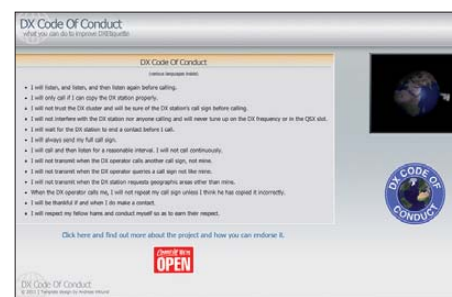 DX Code Of Conduct
what you can do to improve DXEtiquette
DX Code Of Conduct
I will listen, and listen, and then listen again before calling.
I will only call if I can copy the DX station properly.
I will not trust the DX cluster and will be sure of the DX station's call sign before calling.
I will not interfere with the DX station nor anyone calling and will never tune up on the DX frequency or in the QSX slot.
I will wait for the DX station to end a contact before I call.
I will always send my full call sign.
I will call and then listen for a reasonable interval. I will not call continuously.
I will not transmit when the DX operator calls another call sign, not mine.
I will not transmit when the DX operator queries a call sign not like mine.
I will not transmit when the DX station requests geographic areas other than mine.
When the DX operator calls me, I will not repeat my call sign unless I think he has copied it incorrectly.
I will be thankful if and when I do make a contact.
I will respect my fellow hams and conduct myself so as to earn their respect.
DX CODE OF
CONDUCT
Click here and find out more about the project and how you can endorse it.
OPEN
DX Code Of Conduct